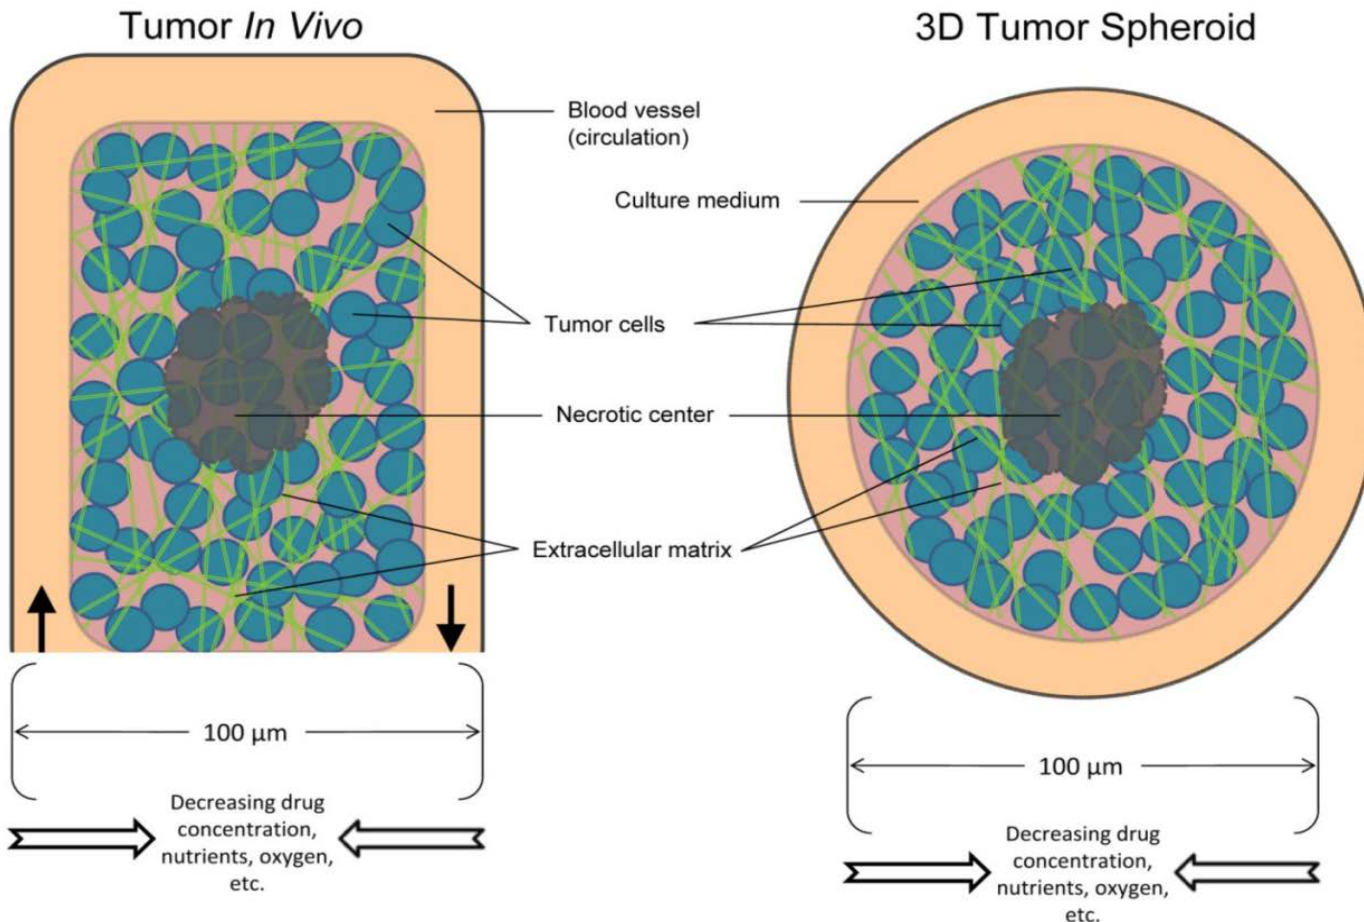 Tumor In Vivo
3D Tumor Spheroid
Blood vessel
(circulation)
Culture medium
Tumor cells
Necrotic center
Extracellular matrix
100 µm
Decreasing drug
concentration,
nutrients, oxygen,
etc.
100 µm
Decreasing drug
concentration,
nutrients, oxygen,
etc.